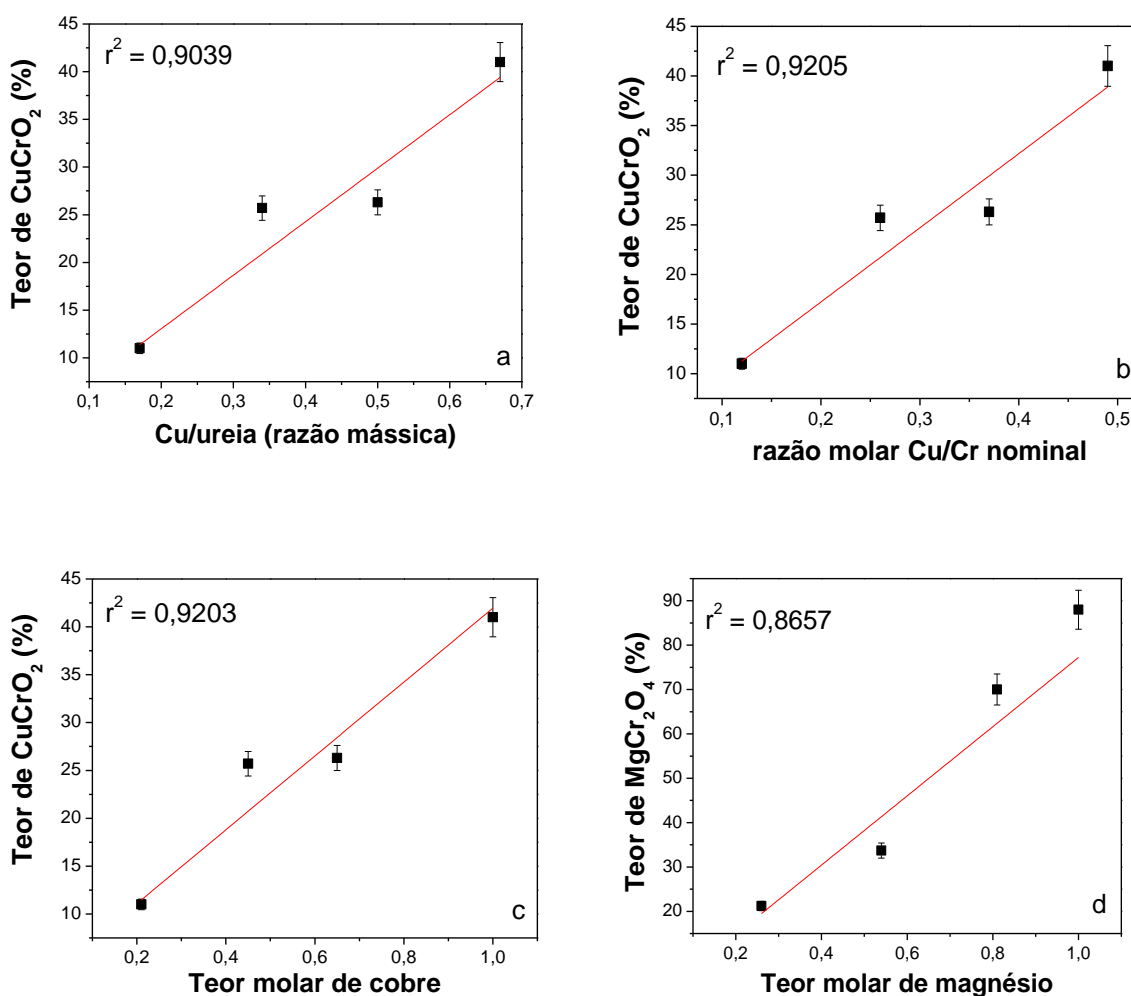 r² = 0,9039
Teor de CuCrO₂ (%)
45
40
35
30
25
20
15
10
0,1 0,2 0,3 0,4 0,5 0,6 0,7
Cu/ureia (razão mássica)
a
r² = 0,9205
Teor de CuCrO₂ (%)
45
40
35
30
25
20
15
10
0,1 0,2 0,3 0,4 0,5
razão molar Cu/Cr nominal
b
r² = 0,9203
Teor de CuCrO₂ (%)
45
40
35
30
25
20
15
10
0,2 0,4 0,6 0,8 1,0
Teor molar de cobre
c
r² = 0,8657
Teor de MgCr₂O₄ (%)
90
80
70
60
50
40
30
20
0,2 0,4 0,6 0,8 1,0
Teor molar de magnésio
d